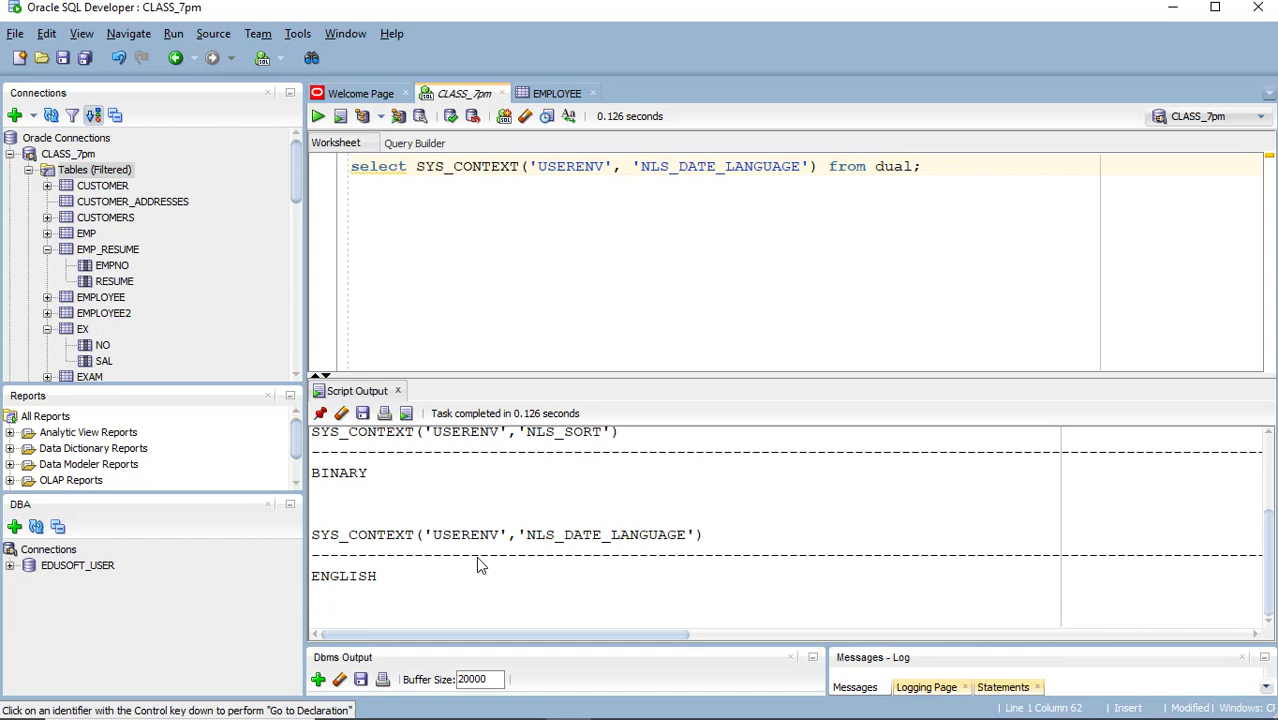 Oracle SQL Developer : CLASS_7pm
File Edit View Navigate Run Source Team Tools Window Help
Connections
Oracle Connections
CLASS_7pm
Tables (Filtered)
CUSTOMER
CUSTOMER_ADDRESSES
CUSTOMERS
EMP
EMP_RESUME
EMPNO
RESUME
EMPLOYEE
EMPLOYEE2
EX
NO
SAL
EXAM
Reports
All Reports
Analytic View Reports
Data Dictionary Reports
Data Modeler Reports
OLAP Reports
DBA
Connections
EDUSOFT_USER
Welcome Page CLASS_7pm EMPLOYEE
0.126 seconds CLASS_7pm
Worksheet Query Builder
select SYS_CONTEXT('USERENV', 'NLS_DATE_LANGUAGE') from dual;
Script Output
Task completed in 0.126 seconds
SYS_CONTEXT('USERENV','NLS_SORT')
BINARY
SYS_CONTEXT('USERENV','NLS_DATE_LANGUAGE')
ENGLISH
Dbms Output
Buffer Size: 20000
Messages - Log
Messages Logging Page Statements
Click on an identifier with the Control key down to perform "Go to Declaration"
Line 1 Column 62 Insert Modified Windows: CF